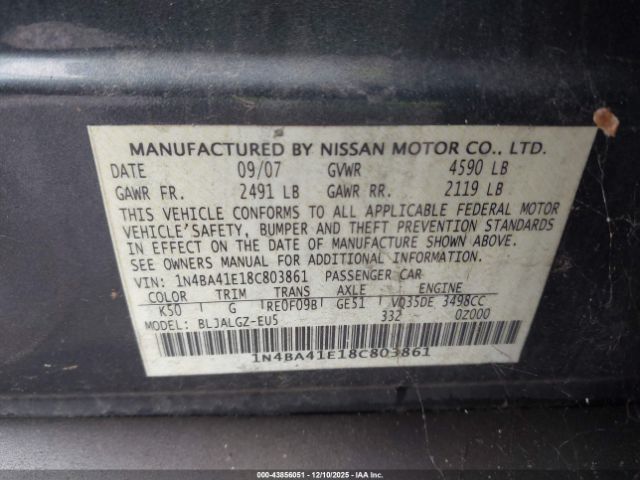 MANUFACTURED BY NISSAN MOTOR CO., LTD.
DATE 09/07 GVWR 4590 LB
GAWR FR. 2491 LB GAWR RR. 2119 LB
THIS VEHICLE CONFORMS TO ALL APPLICABLE FEDERAL MOTOR
VEHICLE SAFETY, BUMPER AND THEFT PREVENTION STANDARDS
IN EFFECT ON THE DATE OF MANUFACTURE SHOWN ABOVE.
SEE OWNERS MANUAL FOR ADDITIONAL INFORMATION.
VIN: 1N4BA41E18C803861 PASSENGER CAR
COLOR TRIM TRANS AXLE ENGINE
K50 G RE0F09B GE51 VQ35DE 3498CC
MODEL: BLJALGZ-EU5 332 0Z000
1N4BA41E18C803861
000-43856051 - 12/10/2025 - IAA Inc.